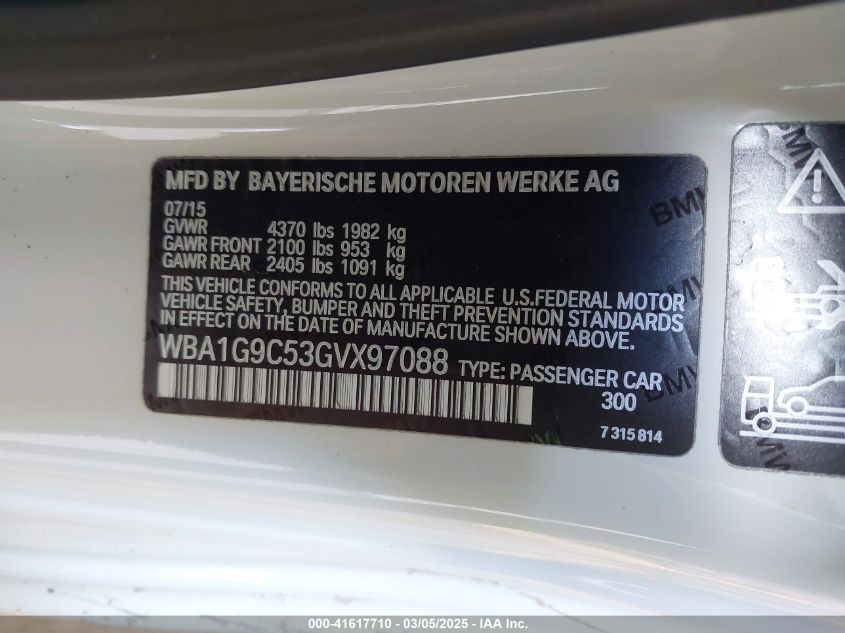 MFD BY BAYERISCHE MOTOREN WERKE AG
07/15
GVWR 4370 lbs 1982 kg
GAWR FRONT 2100 lbs 953 kg
GAWR REAR 2405 lbs 1091 kg
THIS VEHICLE CONFORMS TO ALL APPLICABLE U.S.FEDERAL MOTOR
VEHICLE SAFETY, BUMPER AND THEFT PREVENTION STANDARDS
IN EFFECT ON THE DATE OF MANUFACTURE SHOWN ABOVE.
WBA1G9C53GVX97088 TYPE: PASSENGER CAR
300
7 315 814
BMW
BMW
BMW
000-41617710 | 03/05/2025 - IAA Inc.